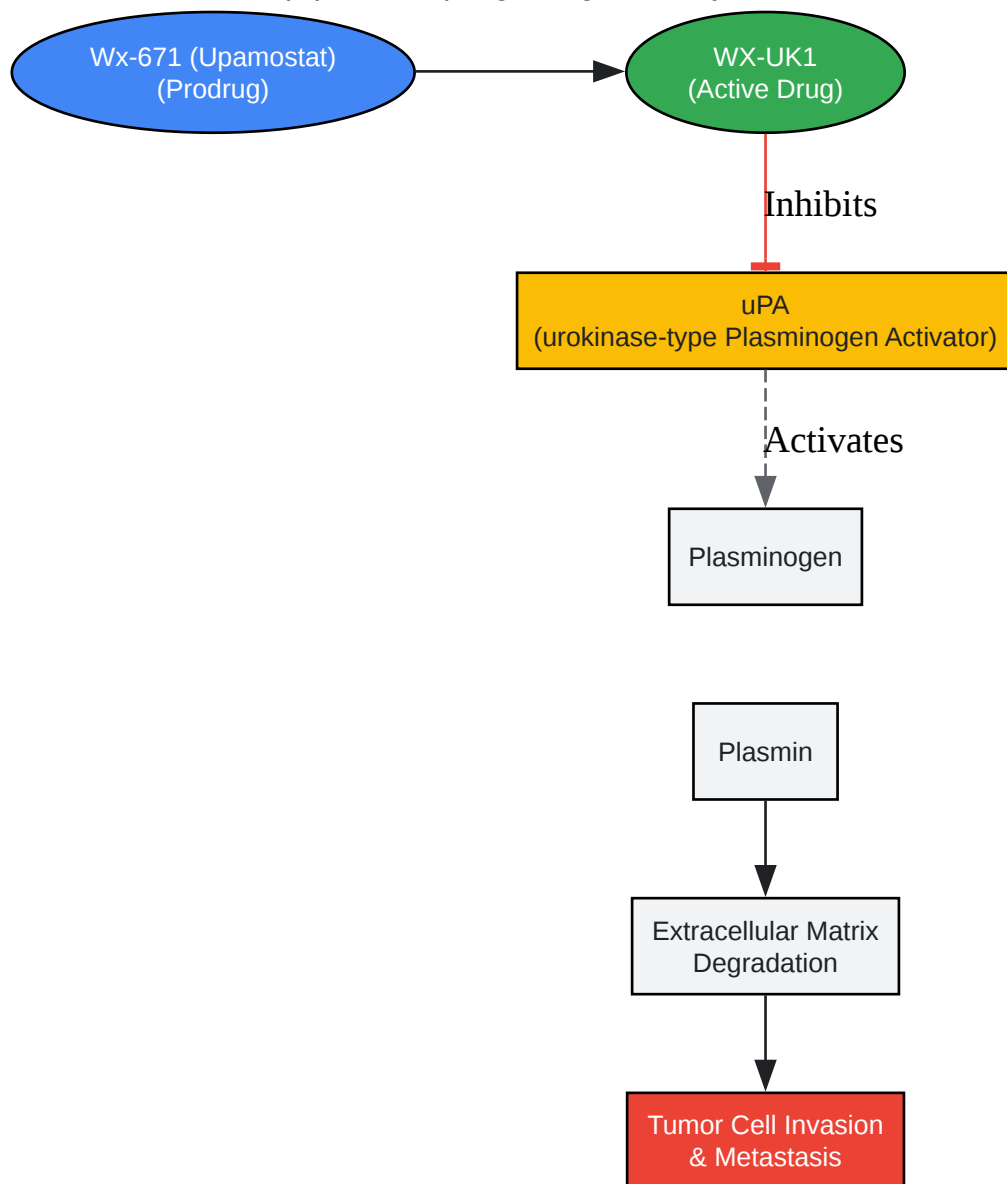 Wx-671 (Upamostat)
(Prodrug)
WX-UK1
(Active Drug)
Inhibits
uPA
(urokinase-type Plasminogen Activator)
Activates
Plasminogen
Plasmin
Extracellular Matrix
Degradation
Tumor Cell Invasion
& Metastasis